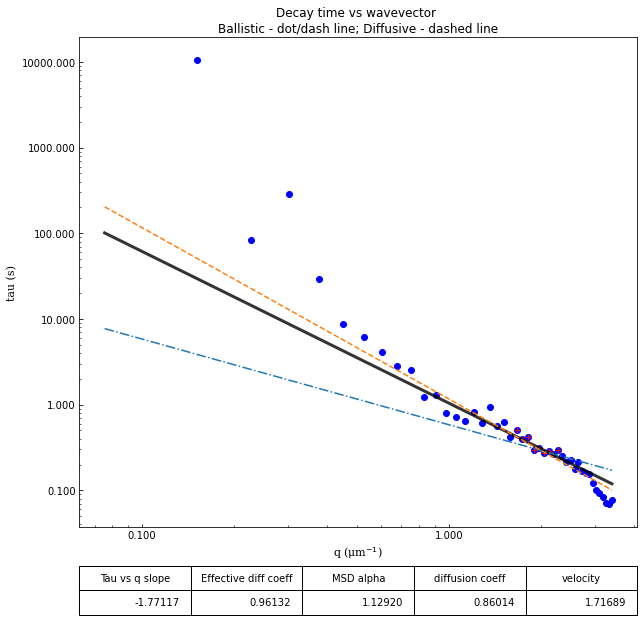 Decay time vs wavevector
Ballistic - dot/dash line; Diffusive - dashed line
10000.000
1000.000
100.000
10.000
1.000
0.100
tau (s)
0.100 1.000
q (μm⁻¹)
Tau vs q slope Effective diff coeff MSD alpha diffusion coeff velocity
-1.77117 0.96132 1.12920 0.86014 1.71689